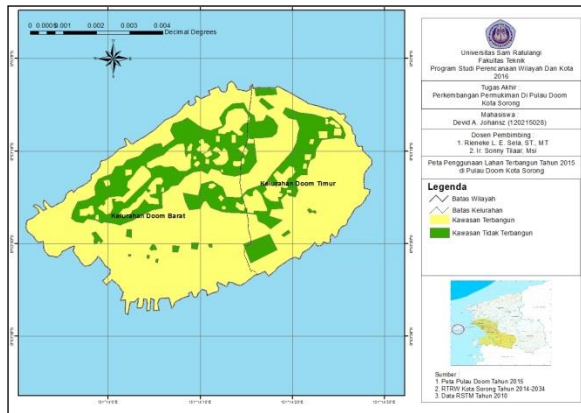 0 0.0005 0.001 0.002 0.003 0.004
Decimal Degrees
Kelurahan Doom Timur
Kelurahan Doom Barat
Universitas Sam Ratulangi
Fakultas Teknik
Program Studi Perencanaan Wilayah Dan Kota
2016
Tugas Akhir :
Perkembangan Permukiman Di Pulau Doom
Kota Sorong
Mahasiswa :
Devid A. Johansz (120215028)
Dosen Pembimbing :
1. Rieneke L. E. Sela, ST., MT
2. Ir. Sonny Tilaar, Msi
Peta Penggunaan Lahan Terbangun Tahun 2015
di Pulau Doom Kota Sorong
Legenda
Batas Wilayah
Batas Kelurahan
Kawasan Terbangun
Kawasan Tidak Terbangun
Sumber :
1. Peta Pulau Doom Tahun 2015
2. RTRW Kota Sorong Tahun 2014-2034
3. Data RSTM Tahun 2010